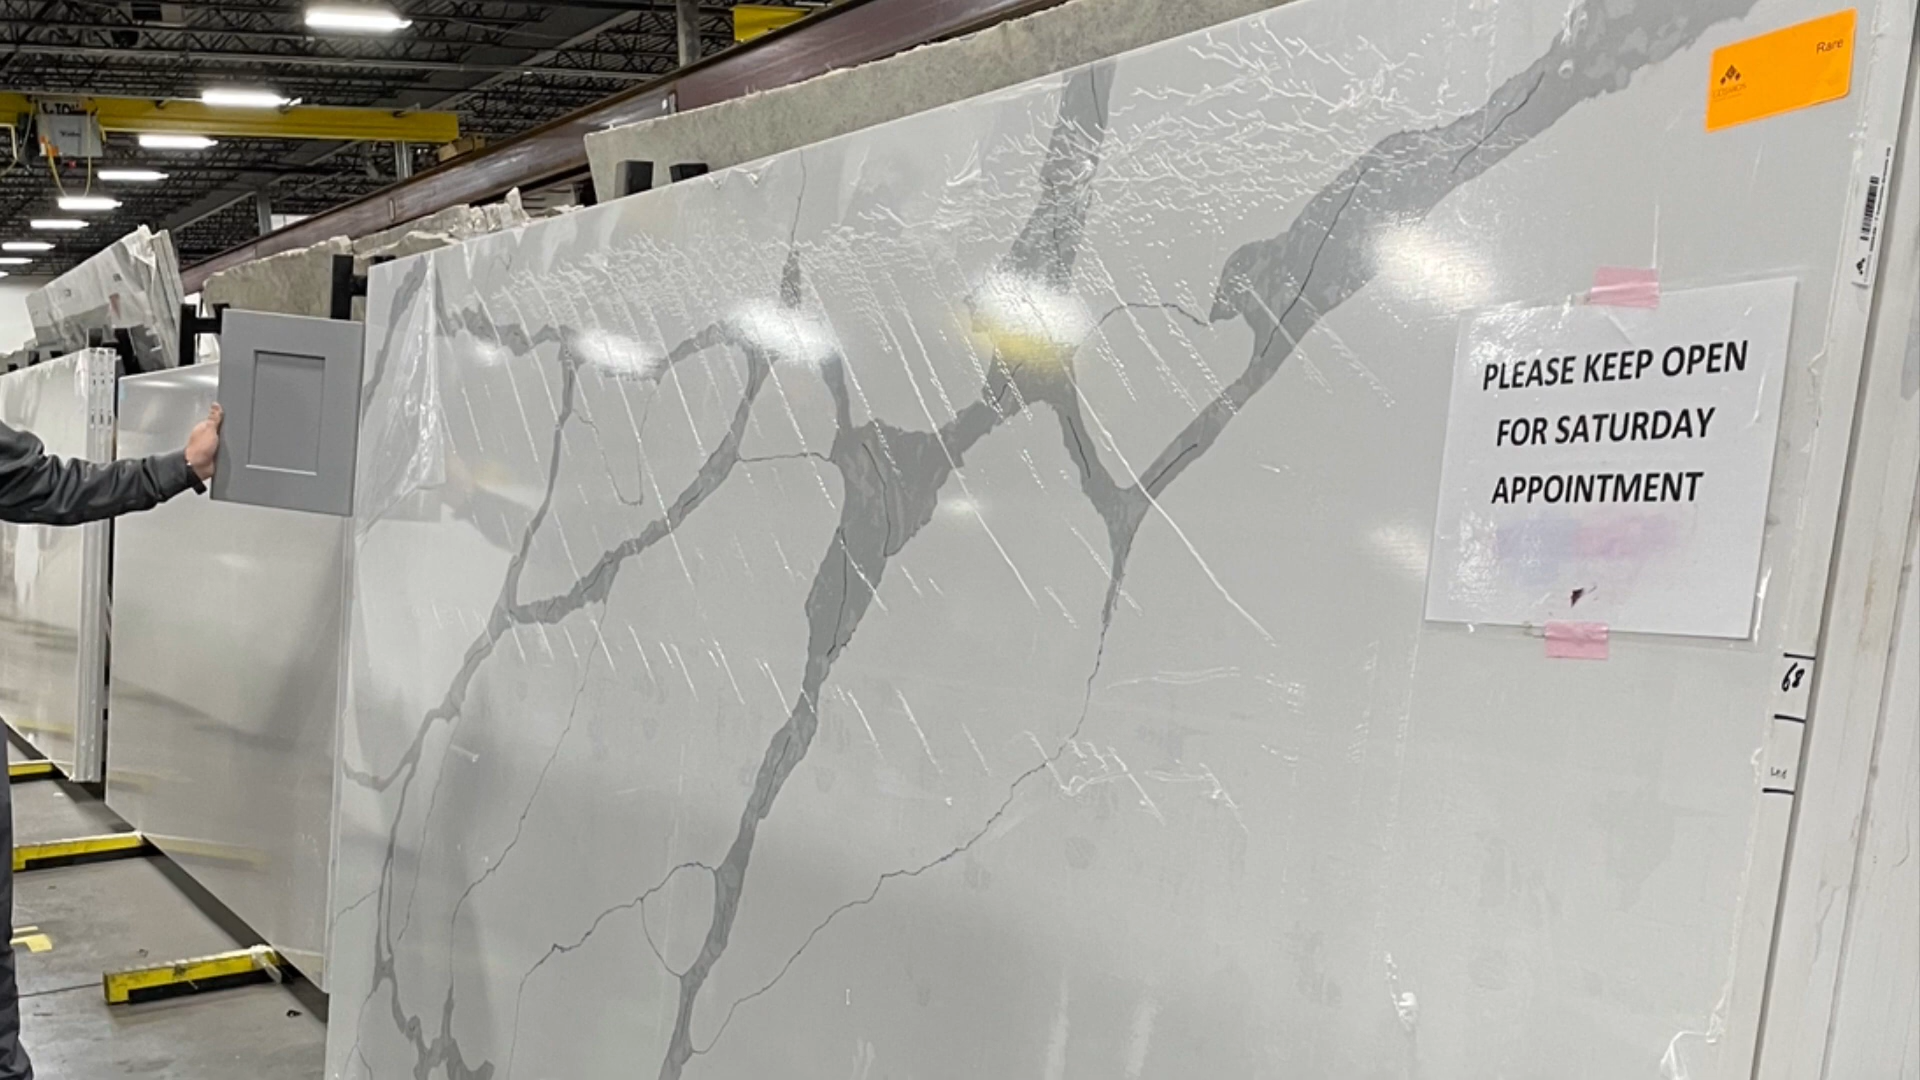 Rare
PLEASE KEEP OPEN
FOR SATURDAY
APPOINTMENT
68